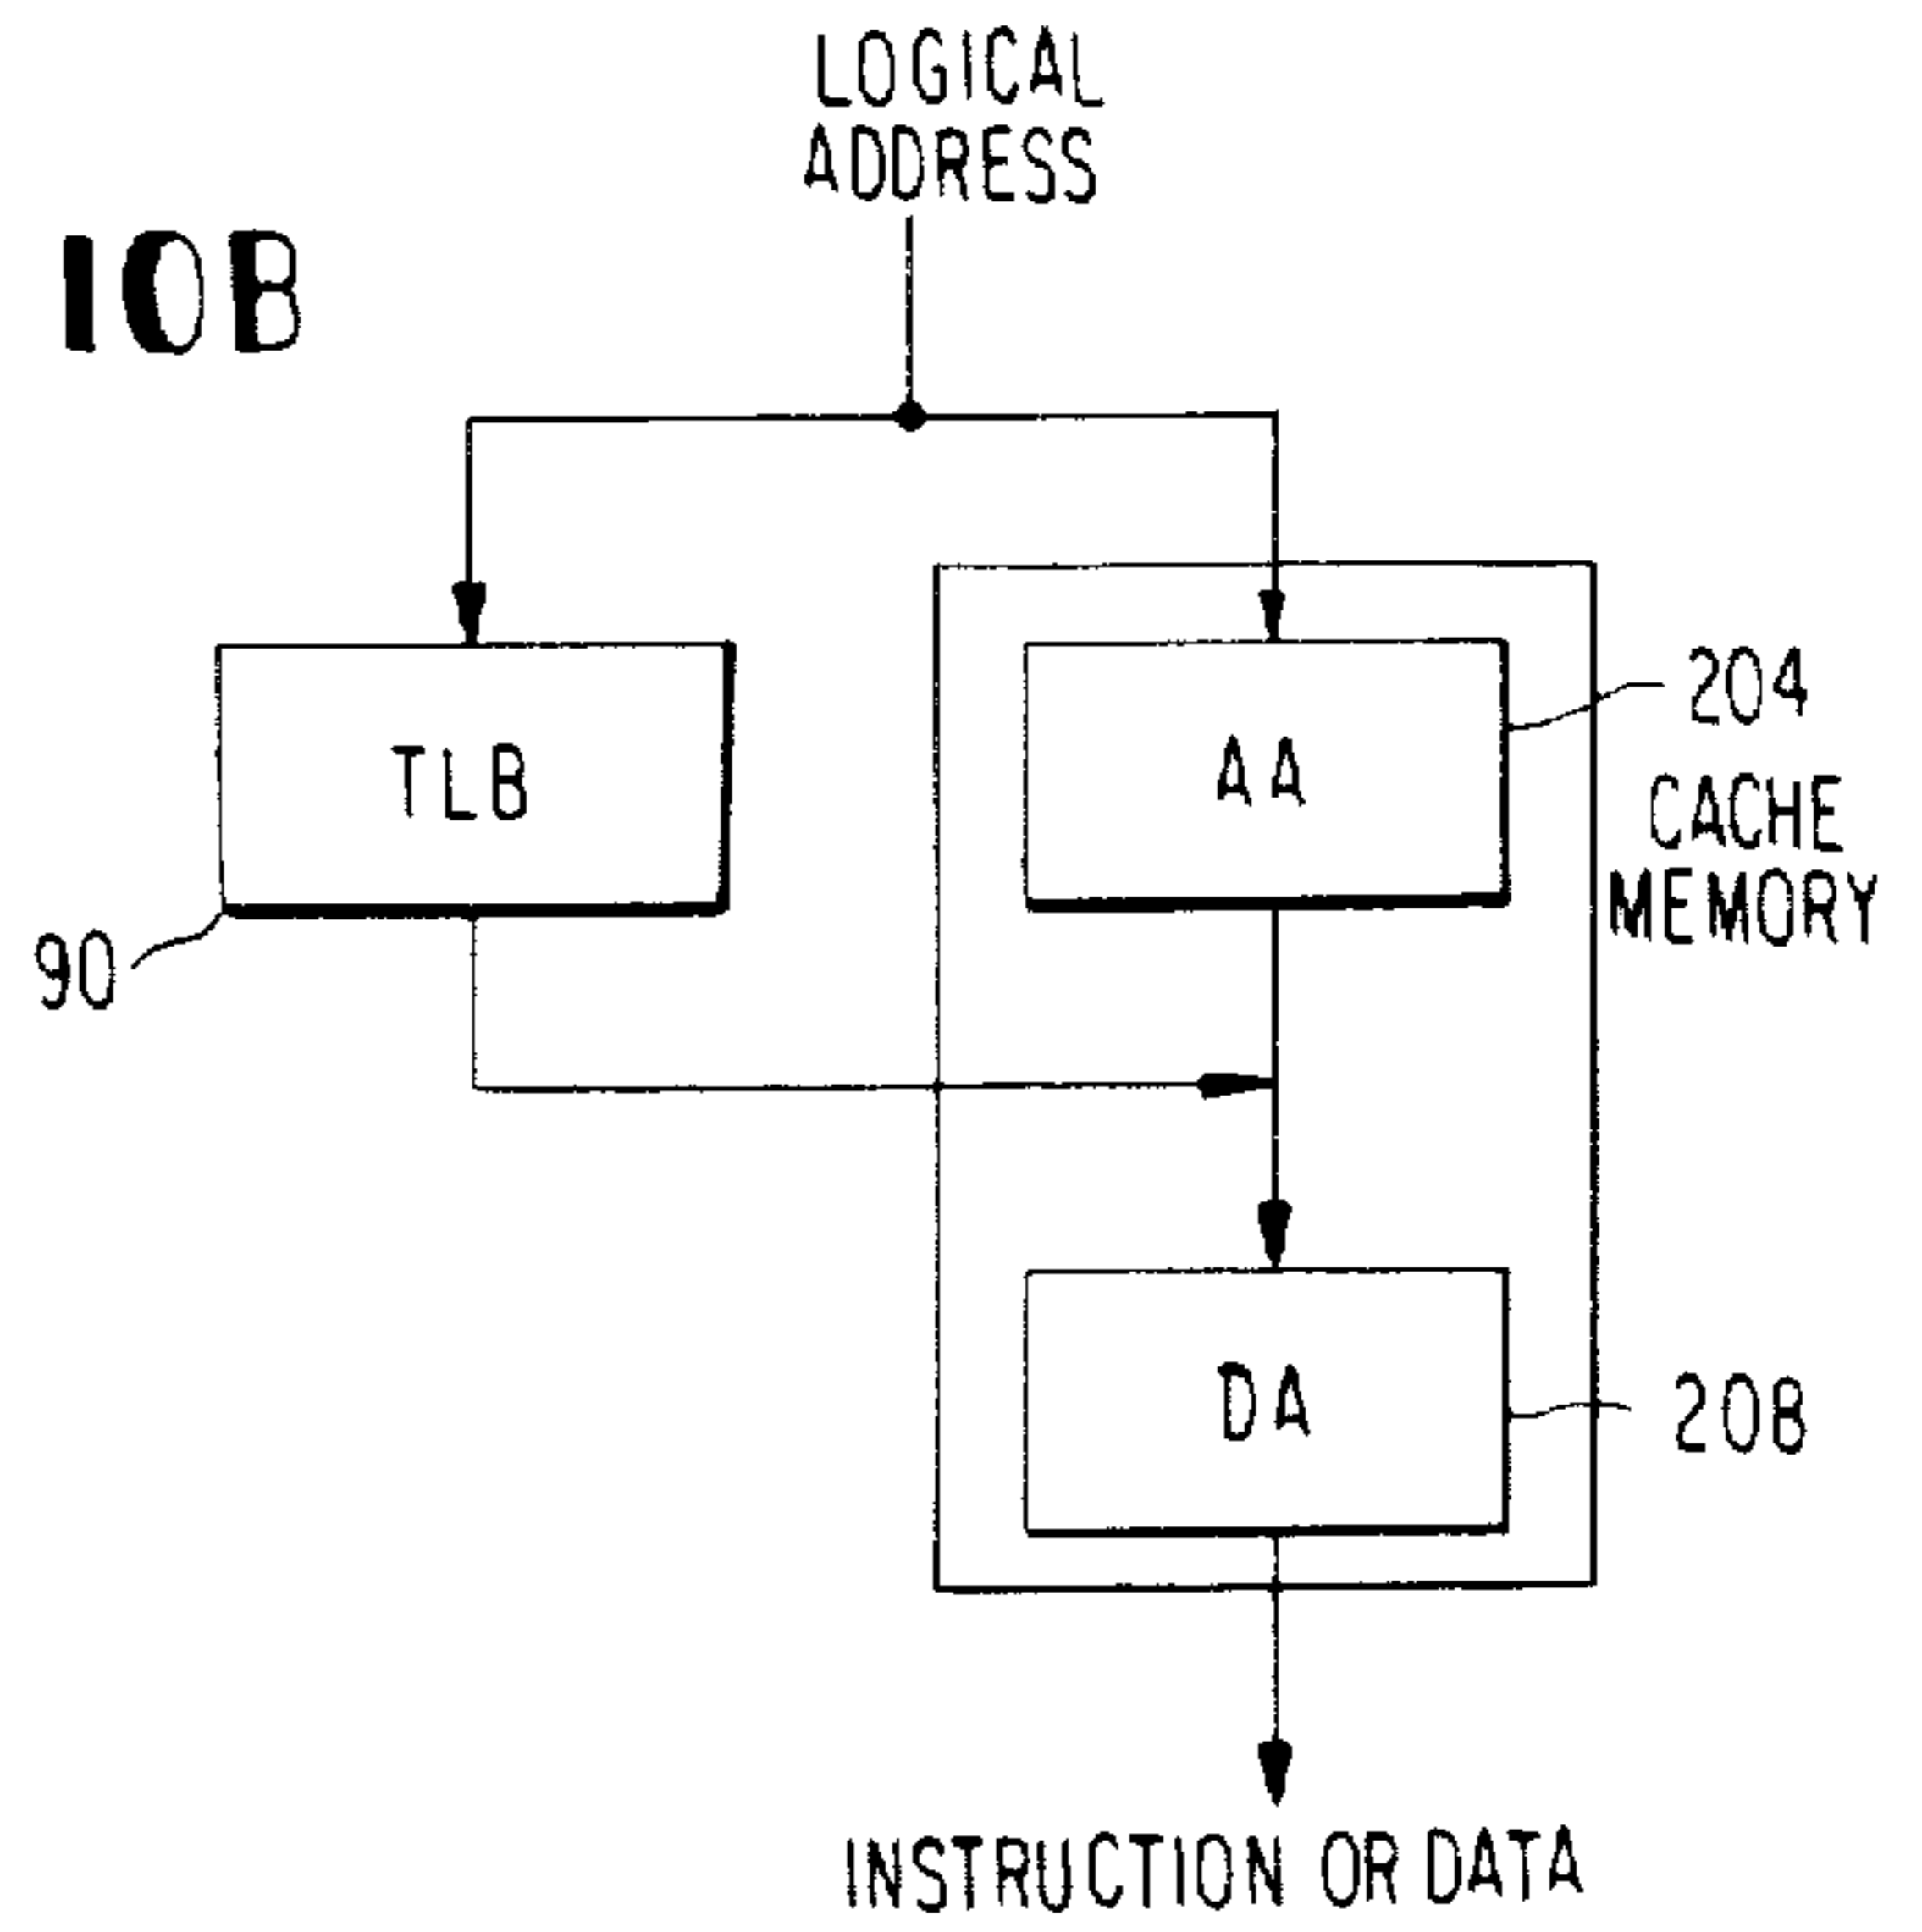 LOGICAL
ADDRESS
10B
TLB
AA
204
CACHE
MEMORY
90
DA
208
INSTRUCTION OR DATA